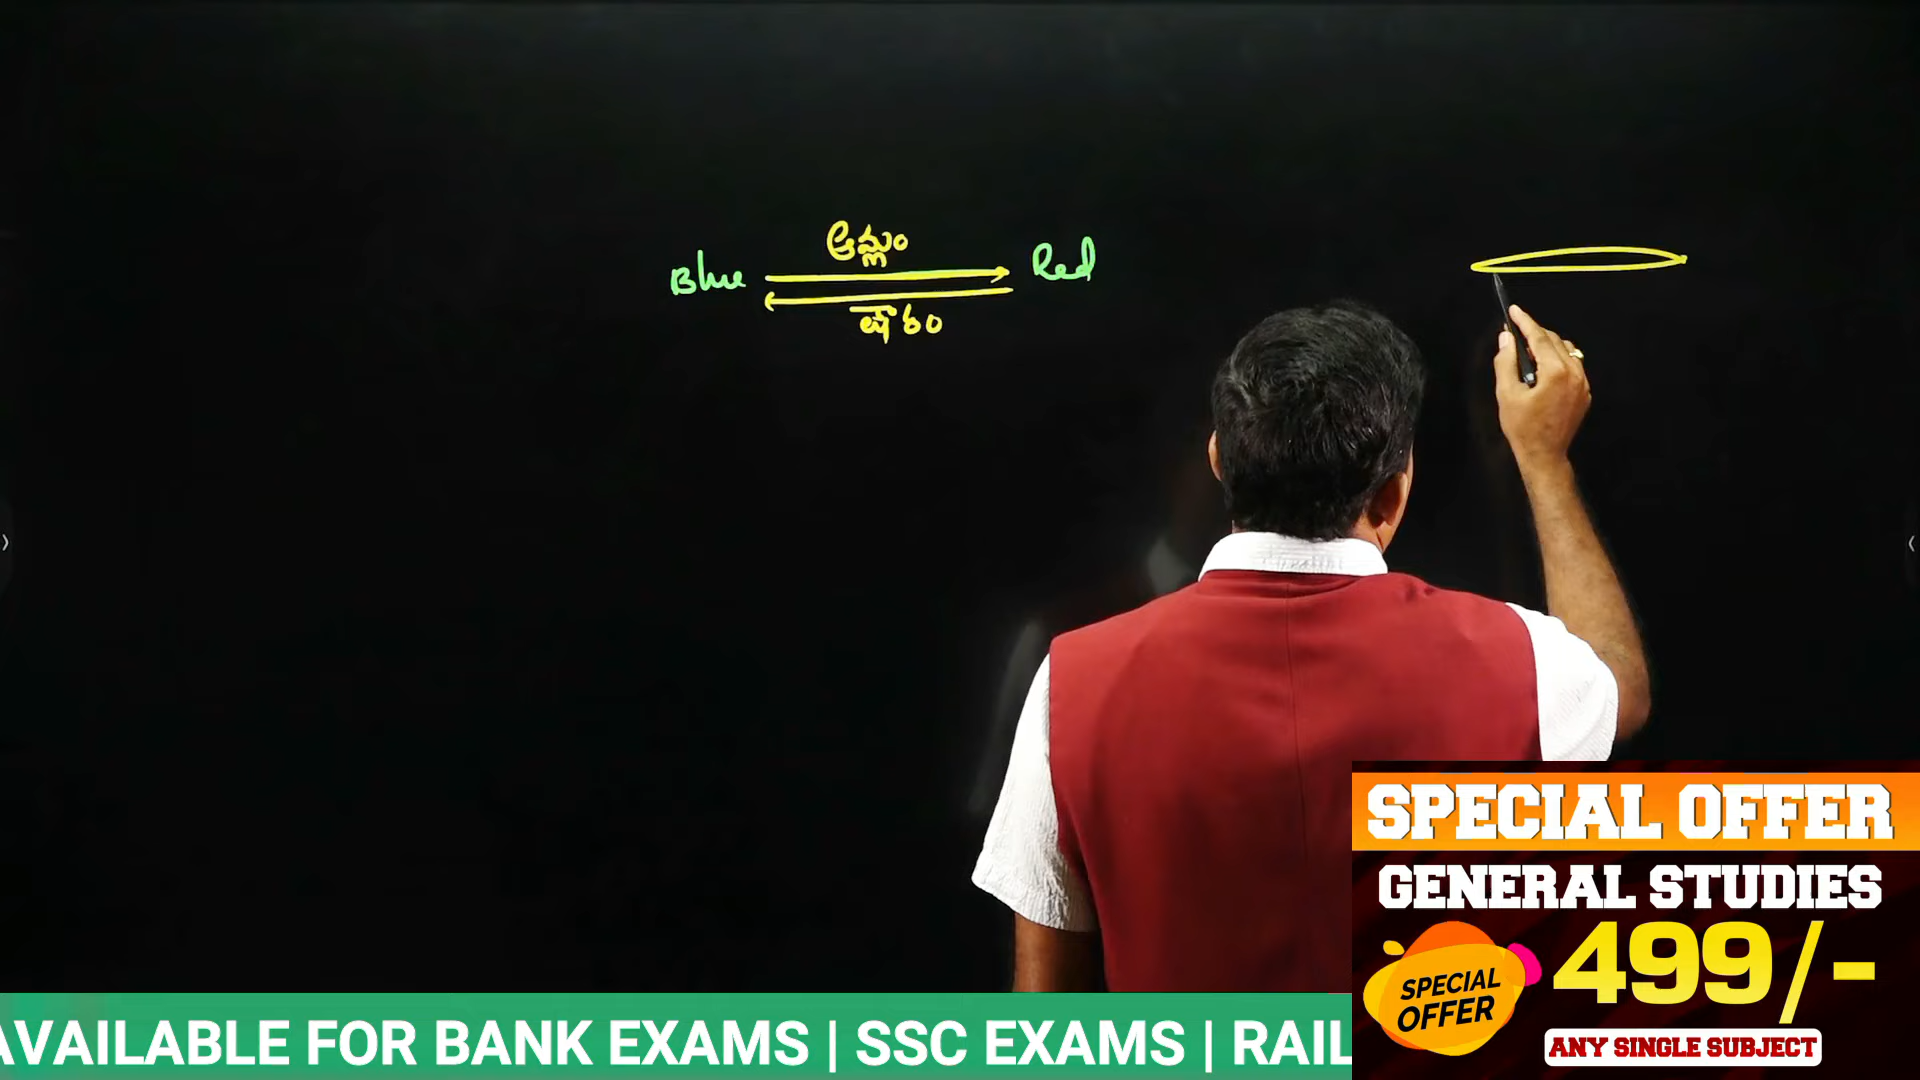 ఆమ్లం
Blue
Red
క్షారం
SPECIAL OFFER
GENERAL STUDIES
SPECIAL
OFFER
499/-
ANY SINGLE SUBJECT
AVAILABLE FOR BANK EXAMS | SSC EXAMS | RAIL